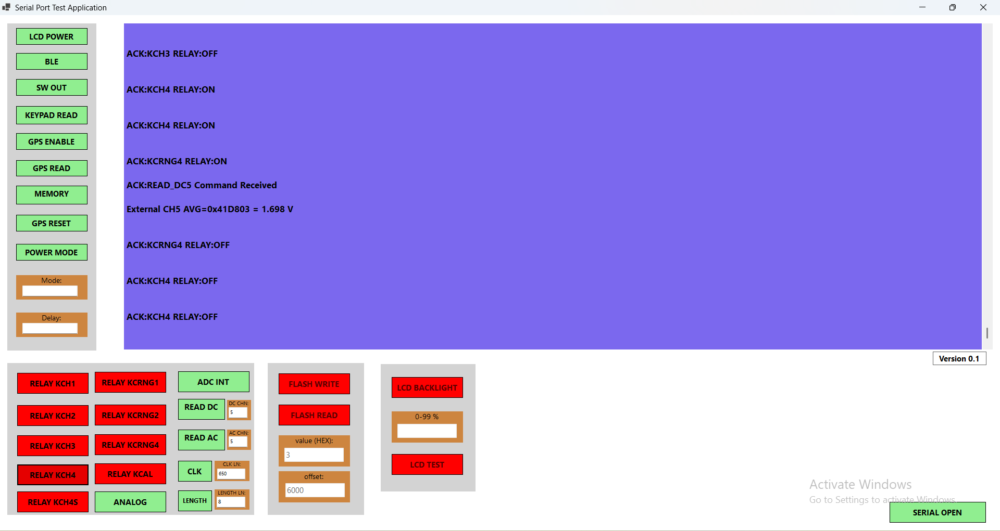 Serial Port Test Application
LCD POWER
BLE
SW OUT
KEYPAD READ
GPS ENABLE
GPS READ
MEMORY
GPS RESET
POWER MODE
Mode:
Delay:
ACK:KCH3 RELAY:OFF
ACK:KCH4 RELAY:ON
ACK:KCH4 RELAY:ON
ACK:KCRNG4 RELAY:ON
ACK:READ_DC5 Command Received
External CH5 AVG=0x41D803 = 1.698 V
ACK:KCRNG4 RELAY:OFF
ACK:KCH4 RELAY:OFF
ACK:KCH4 RELAY:OFF
Version 0.1
RELAY KCH1
RELAY KCH2
RELAY KCH3
RELAY KCH4
RELAY KCH4S
RELAY KCRNG1
RELAY KCRNG2
RELAY KCRNG4
RELAY KCAL
ANALOG
ADC INT
READ DC
DC CHN:
5
READ AC
AC CHN:
5
CLK
CLK LN:
650
LENGTH
LENGTH LN:
8
FLASH WRITE
FLASH READ
value (HEX):
3
offset:
6000
LCD BACKLIGHT
0-99 %
LCD TEST
Activate Windows
Go to Settings to activate Windows.
SERIAL OPEN